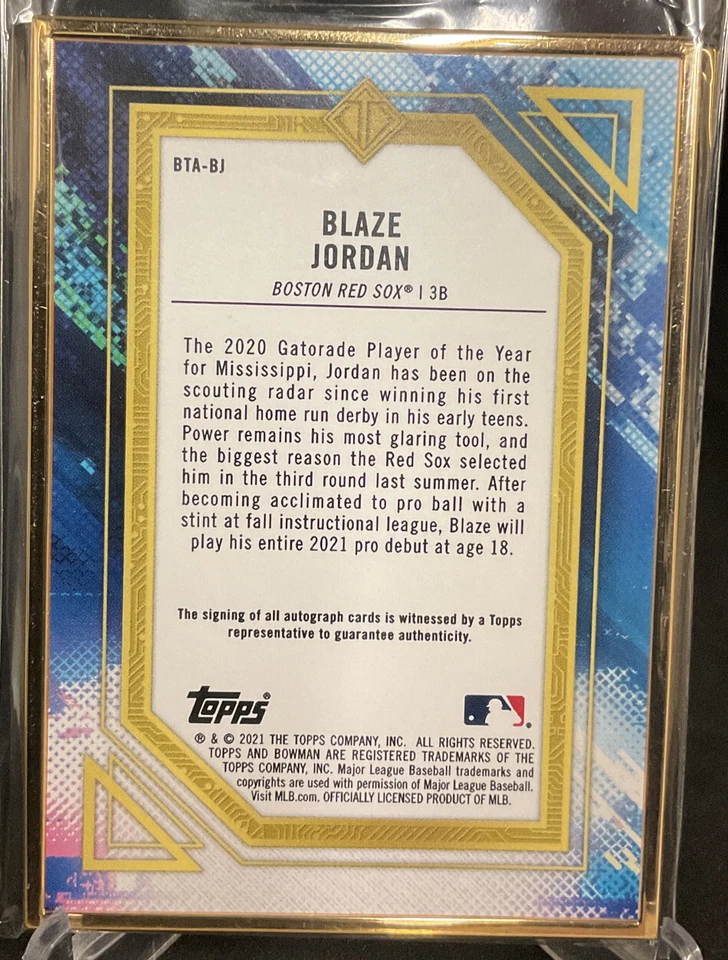 BTA-BJ
BLAZE
JORDAN
BOSTON RED SOX® | 3B
The 2020 Gatorade Player of the Year
for Mississippi, Jordan has been on the
scouting radar since winning his first
national home run derby in his early teens.
Power remains his most glaring tool, and
the biggest reason the Red Sox selected
him in the third round last summer. After
becoming acclimated to pro ball with a
stint at fall instructional league, Blaze will
play his entire 2021 pro debut at age 18.
The signing of all autograph cards is witnessed by a Topps
representative to guarantee authenticity.
Topps®
® & © 2021 THE TOPPS COMPANY, INC. ALL RIGHTS RESERVED.
TOPPS AND BOWMAN ARE REGISTERED TRADEMARKS OF THE
TOPPS COMPANY, INC. Major League Baseball trademarks and
copyrights are used with permission of Major League Baseball.
Visit MLB.com. OFFICIALLY LICENSED PRODUCT OF MLB.